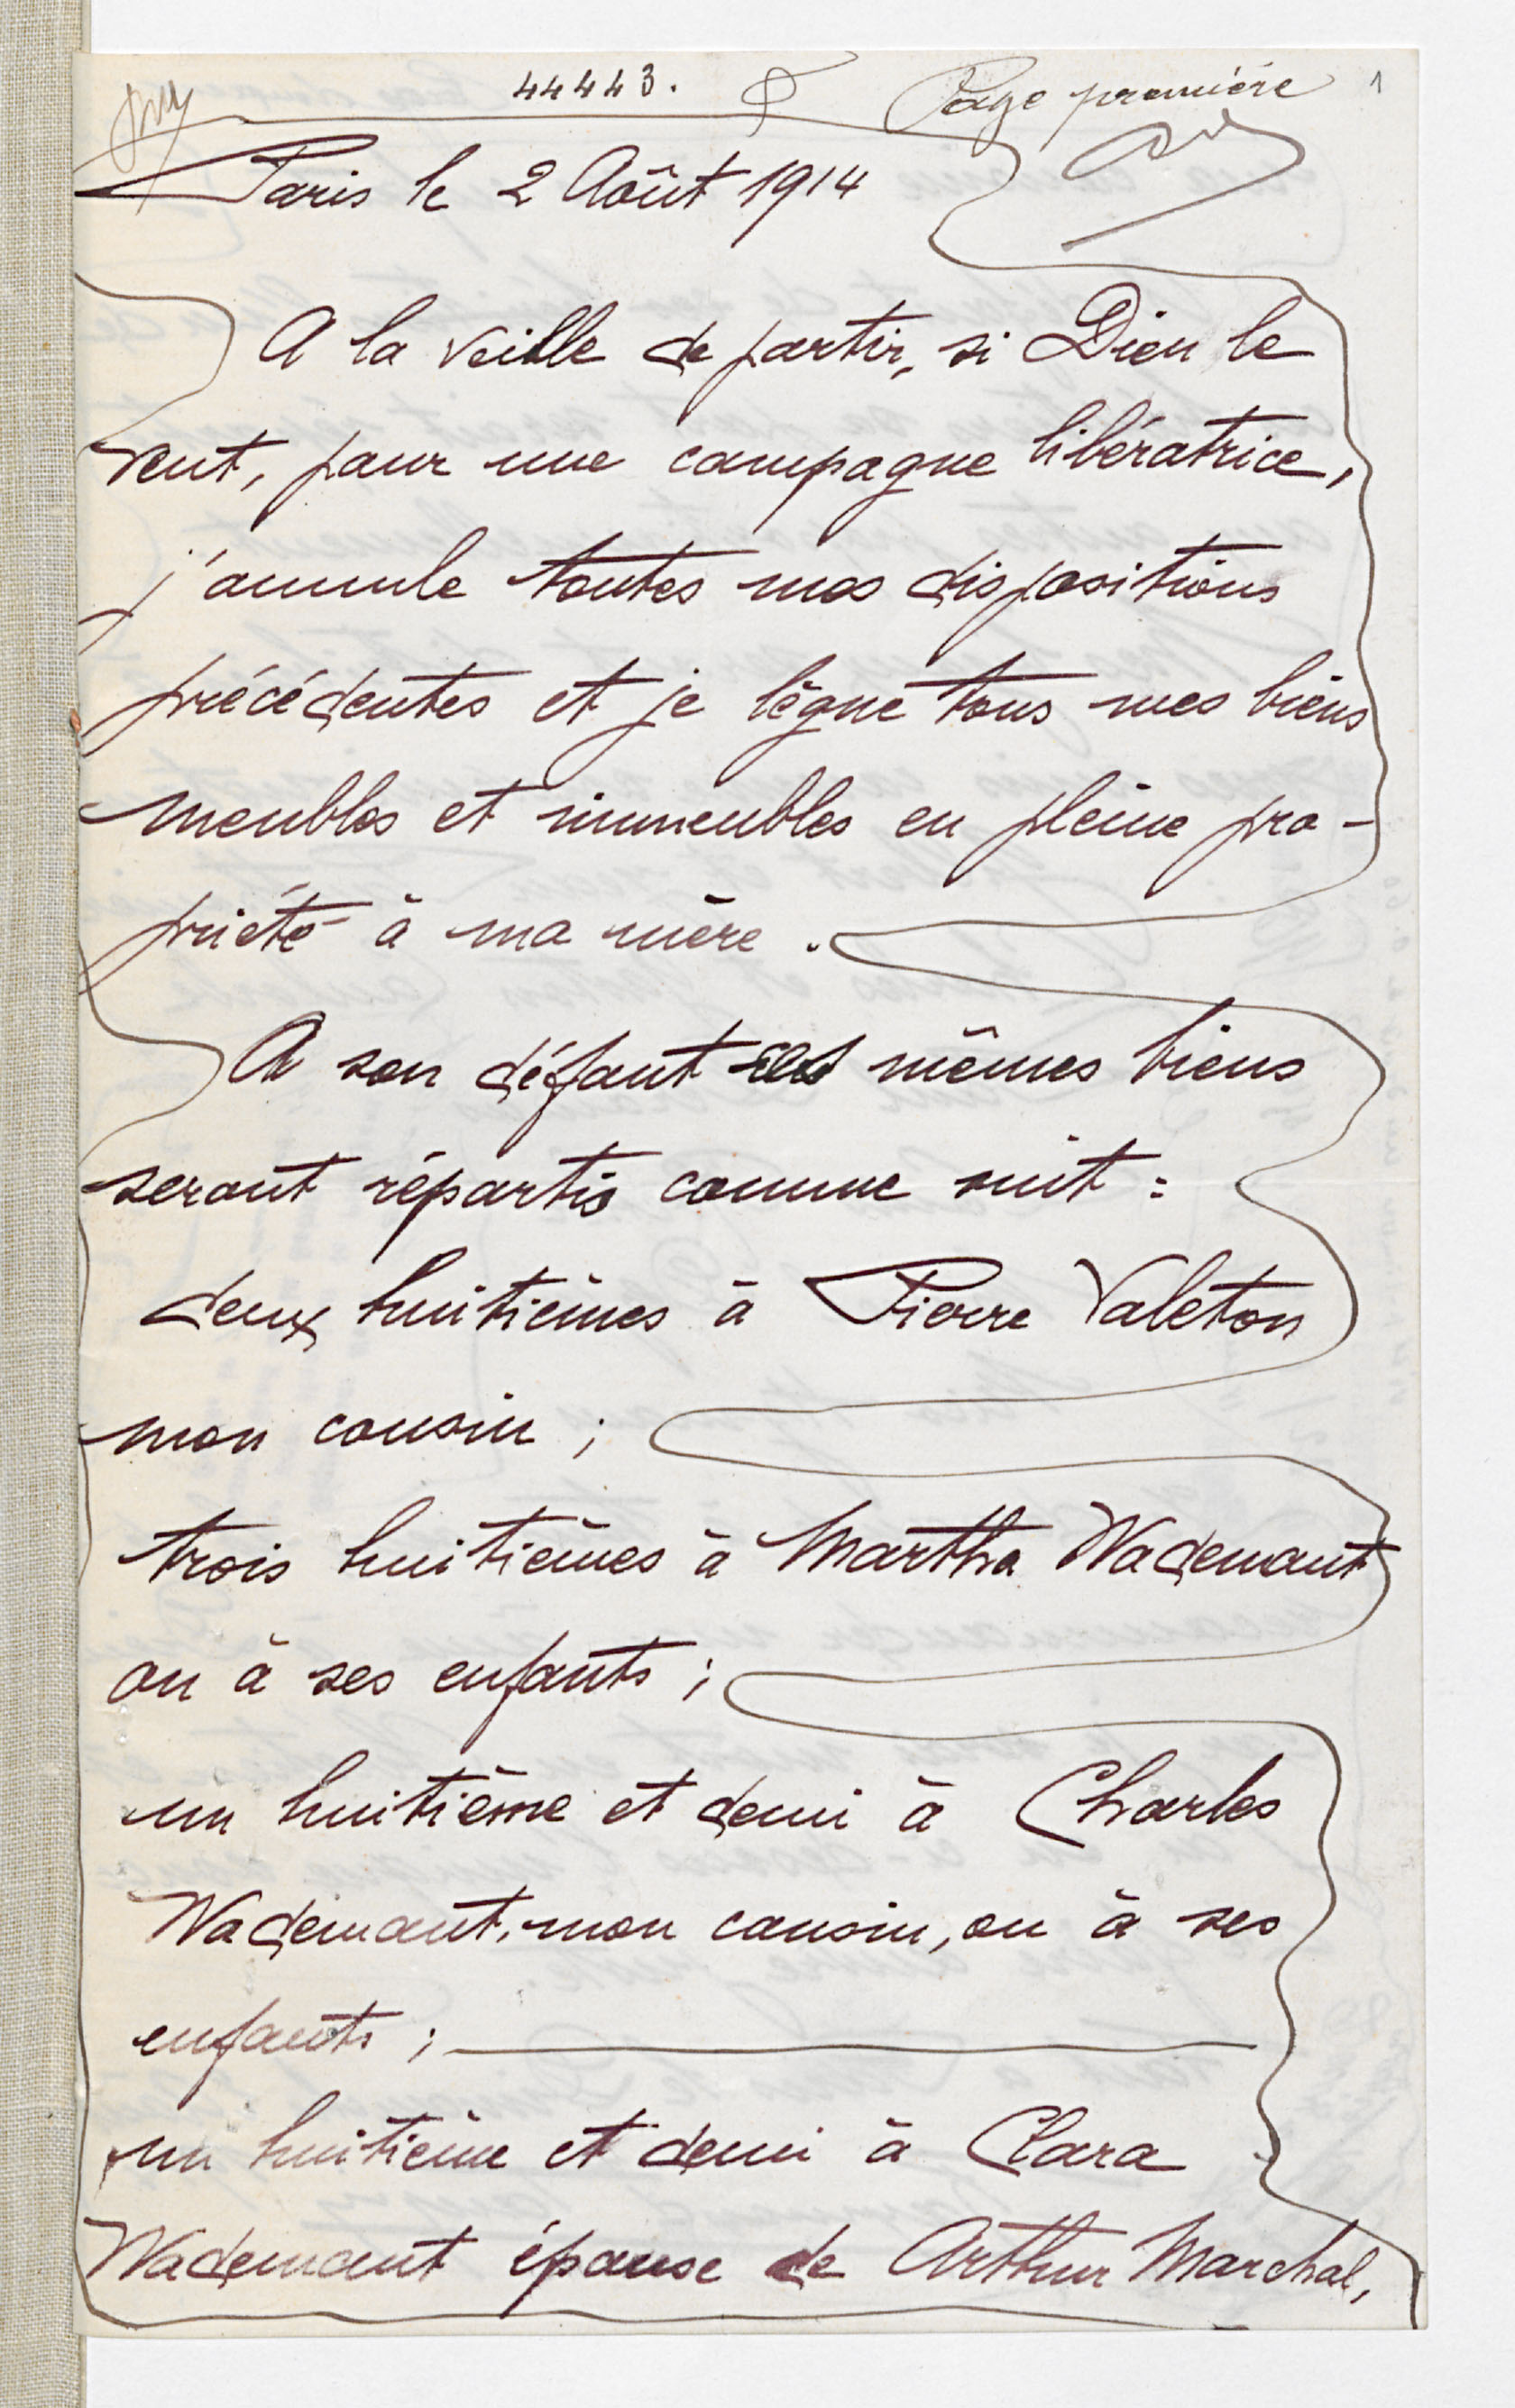 44443. Page première 1
Paris le 2 Août 1914
A la veille de partir, si Dieu le
veut, pour une campagne libératrice,
j'annule toutes mes dispositions
précédentes et je lègue tous mes biens
meubles et immeubles en pleine pro-
priété à ma mère.
A son défaut ces mêmes biens
seront répartis comme suit :
deux huitièmes à Pierre Valeton
mon cousin ;
trois huitièmes à Martha Wademant
ou à ses enfants ;
un huitième et demi à Charles
Wademant, mon cousin, ou à ses
enfants ;
un huitième et demi à Clara
Wademant épouse de Arthur Marchal,